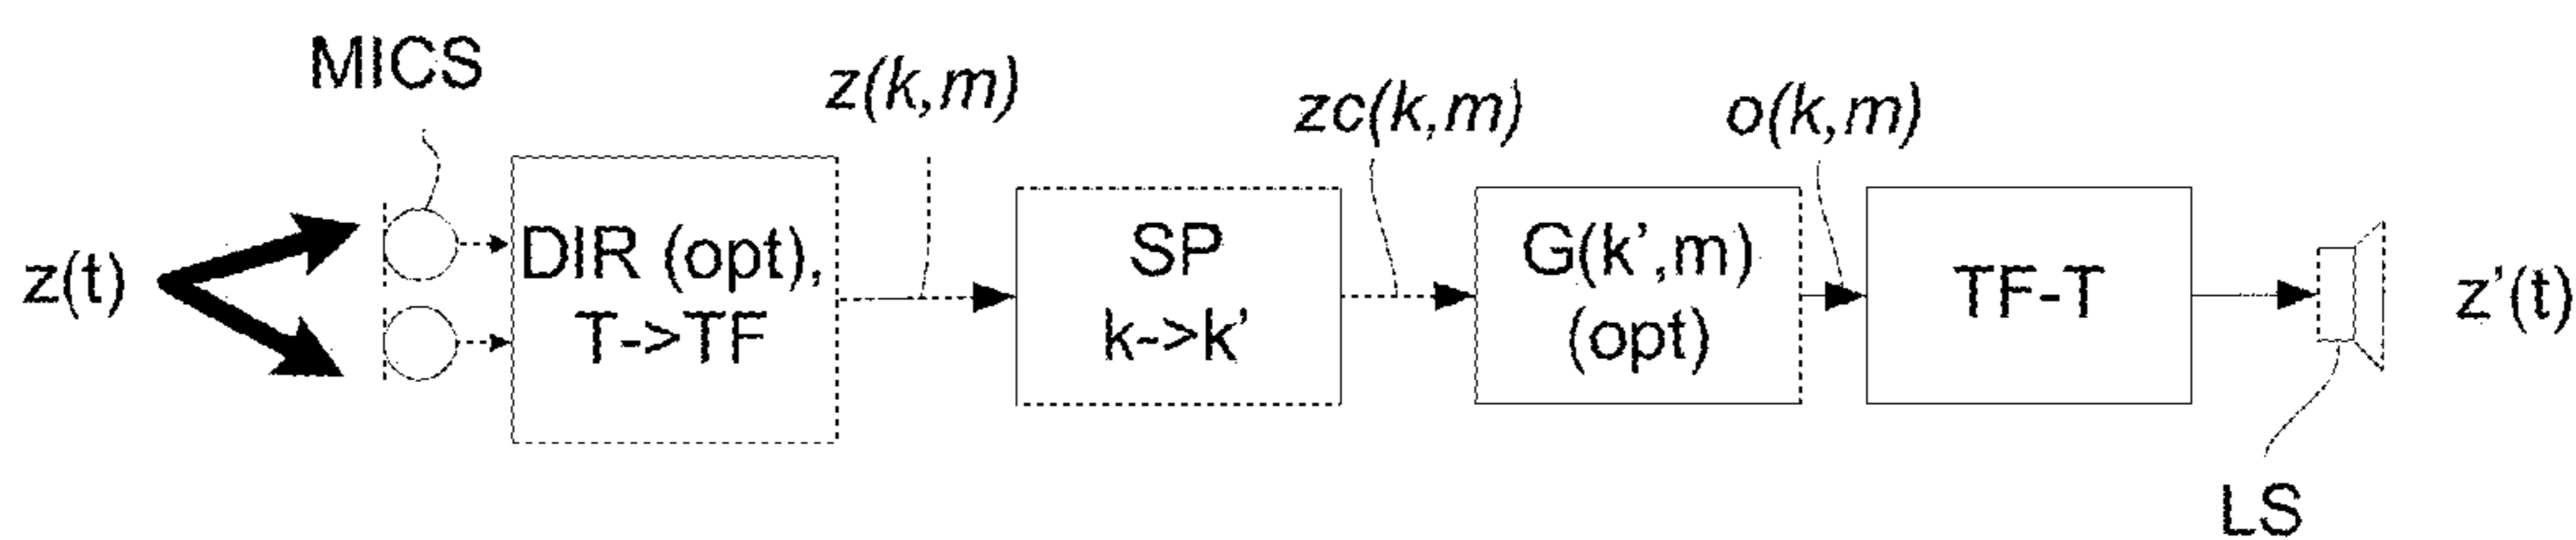 MICS
z(k,m)
zc(k,m)
o(k,m)
z(t)
DIR (opt),
T->TF
SP
k->k'
G(k',m)
(opt)
TF-T
z'(t)
LS